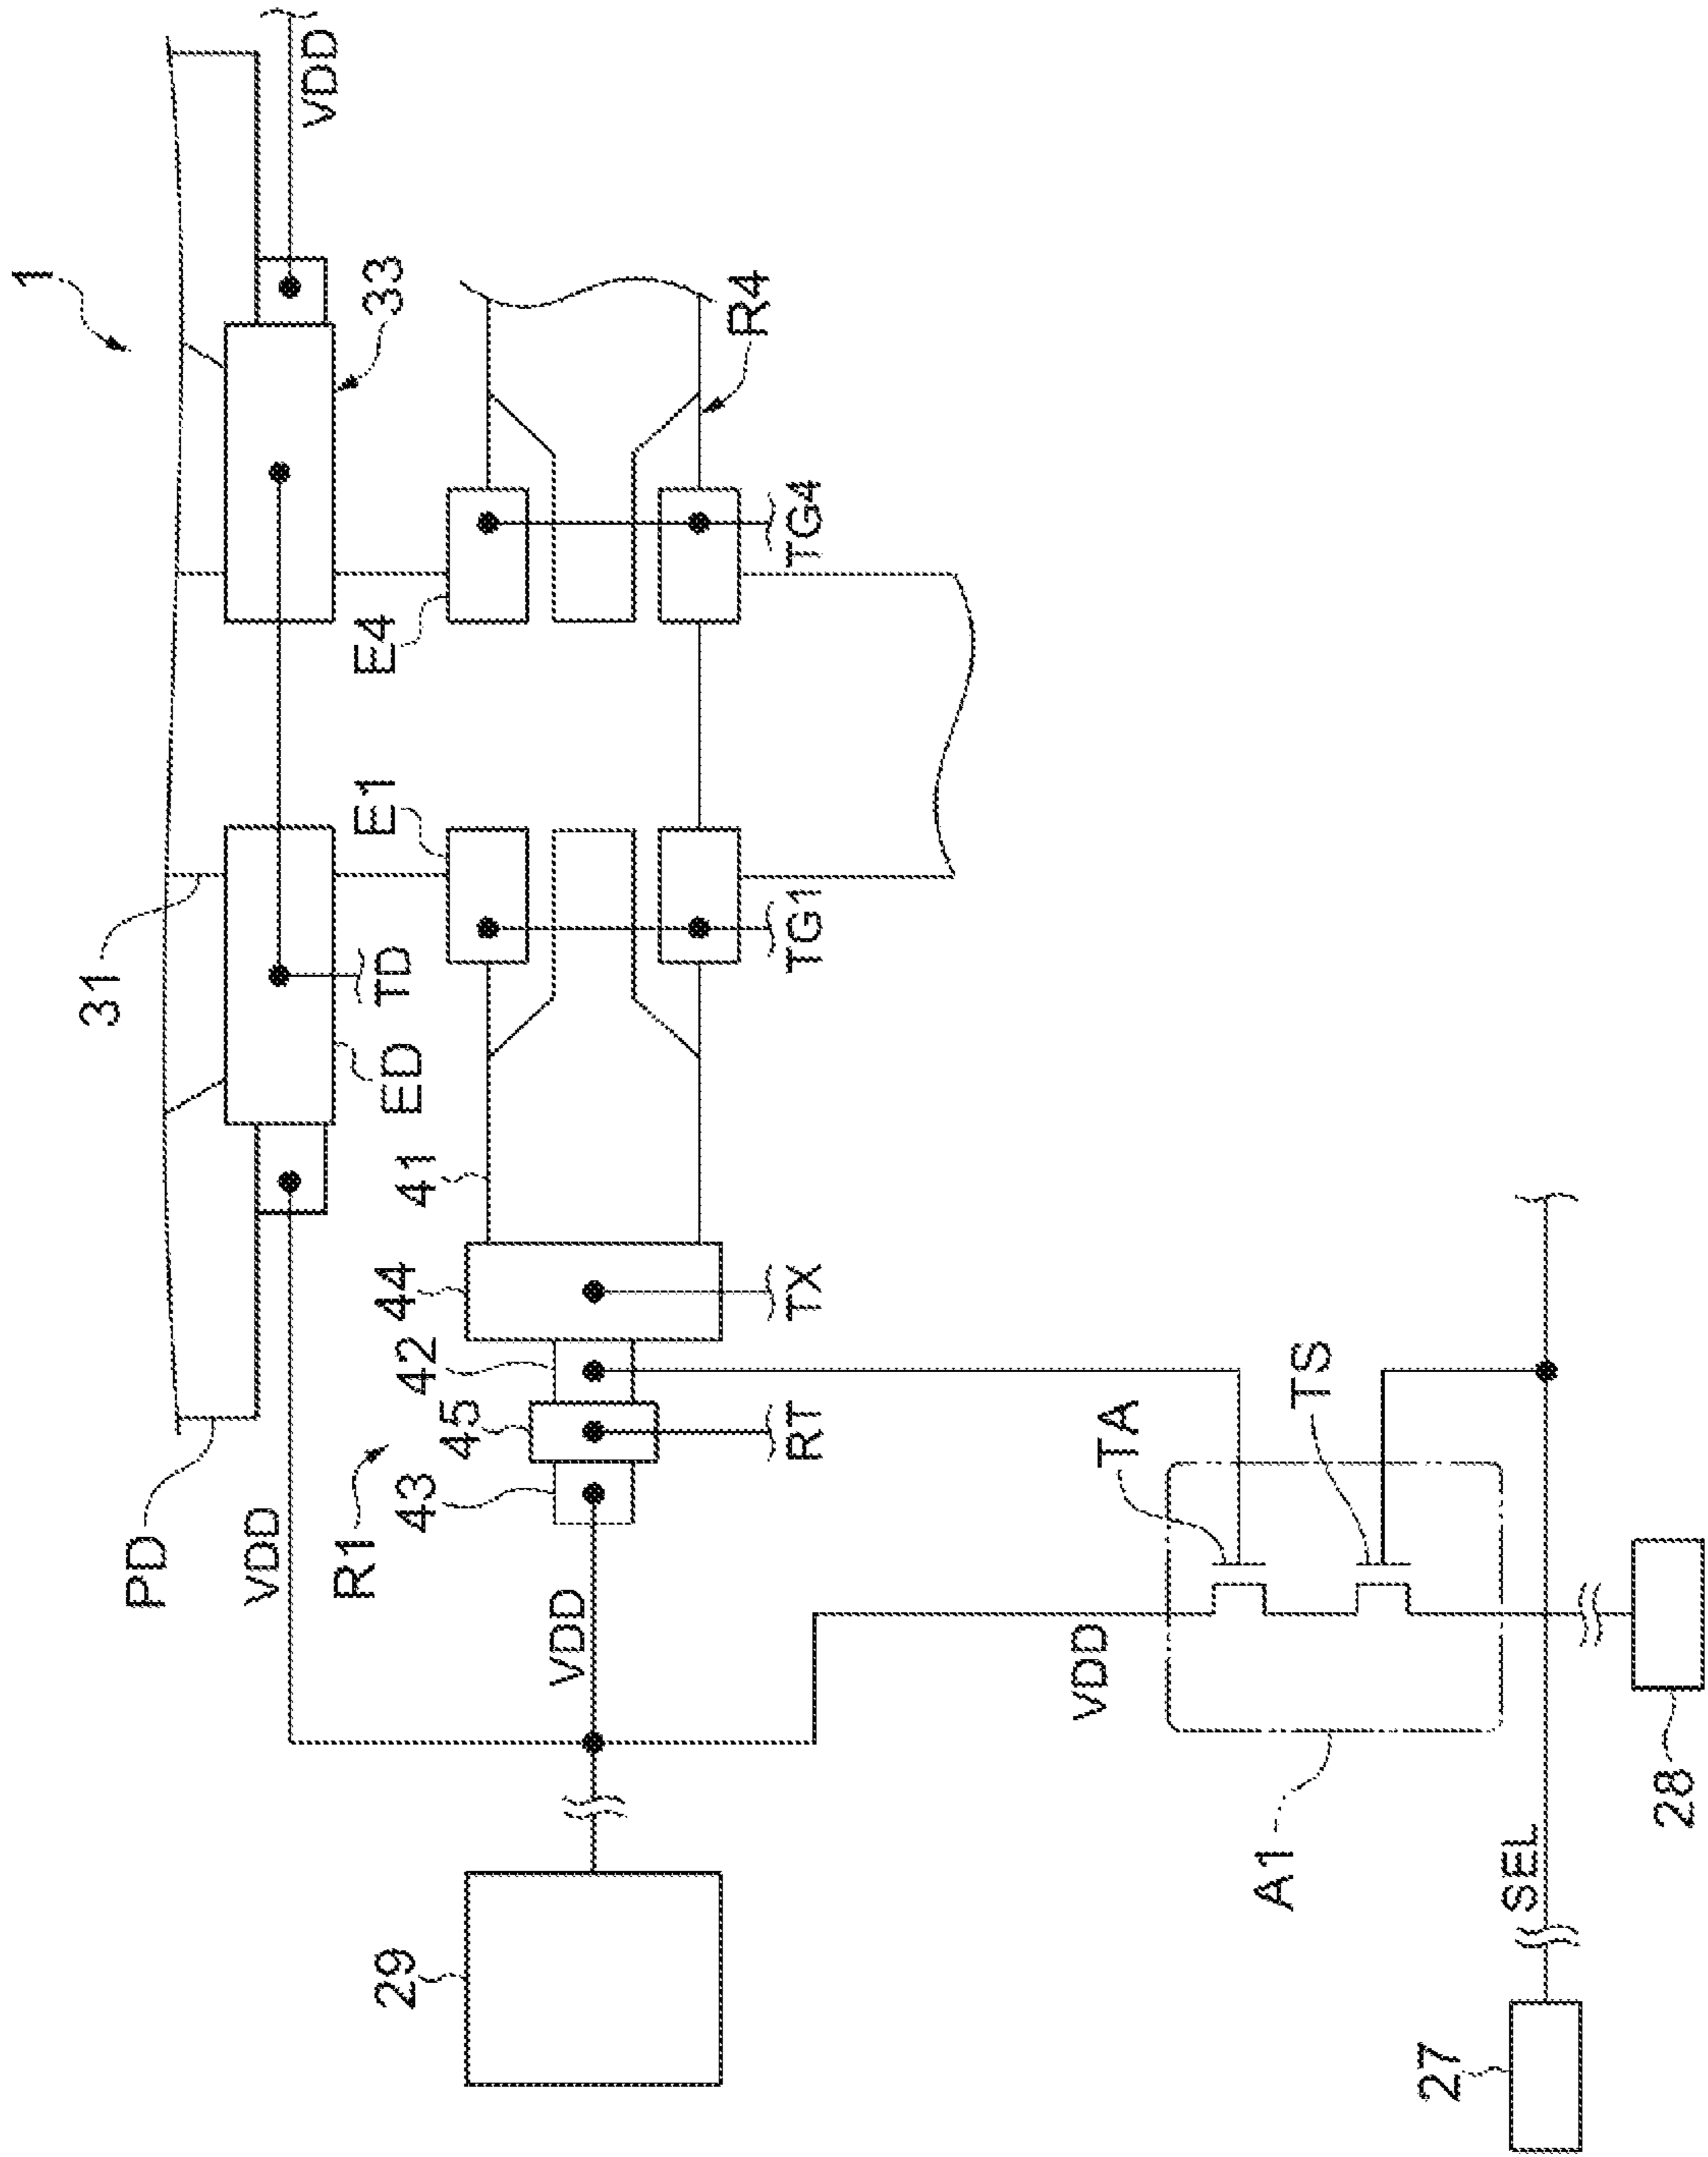 1
VDD
33
R4
TG4
E4
E1
TG1
31
TD
ED
41
44
TX
42
45
RT
43
R1
PD
VDD
VDD
VDD
TA
TS
A1
SEL
29
28
27